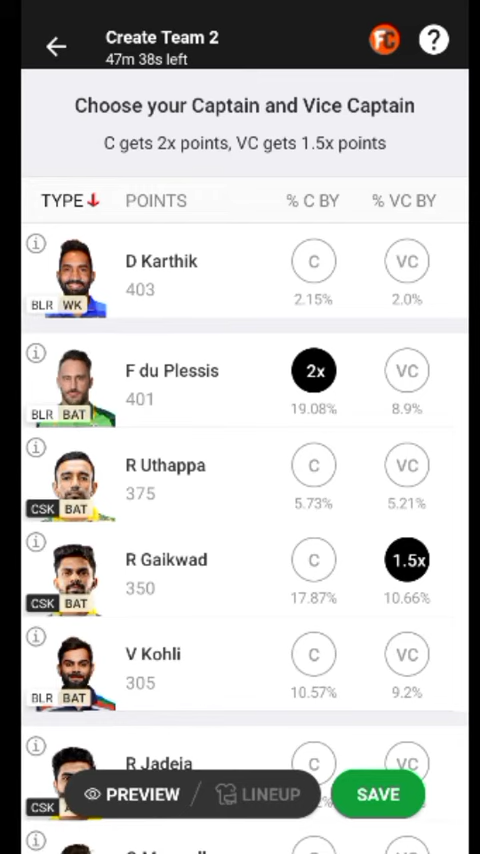 Create Team 2
47m 38s left
FC
?
Choose your Captain and Vice Captain
C gets 2x points, VC gets 1.5x points
TYPE POINTS % C BY % VC BY
D Karthik
403
C 2.15%
VC 2.0%
BLR WK
F du Plessis
401
2x 19.08%
VC 8.9%
BLR BAT
R Uthappa
375
C 5.73%
VC 5.21%
CSK BAT
R Gaikwad
350
C 17.87%
1.5x 10.66%
CSK BAT
V Kohli
305
C 10.57%
VC 9.2%
BLR BAT
R Jadeja
C
VC
CSK
PREVIEW / LINEUP
SAVE